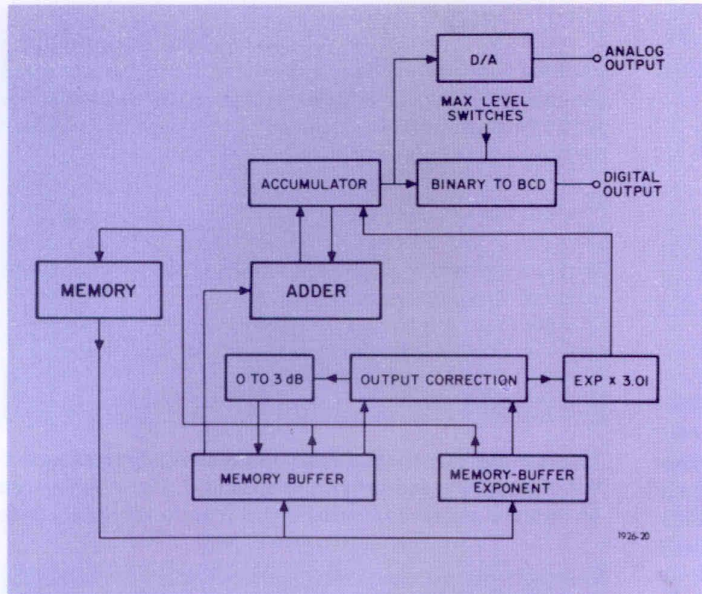 D/A
ANALOG
OUTPUT
MAX LEVEL
SWITCHES
ACCUMULATOR
BINARY TO BCD
DIGITAL
OUTPUT
MEMORY
ADDER
0 TO 3 dB
OUTPUT CORRECTION
EXP x 3.01
MEMORY BUFFER
MEMORY-BUFFER
EXPONENT
1926-20